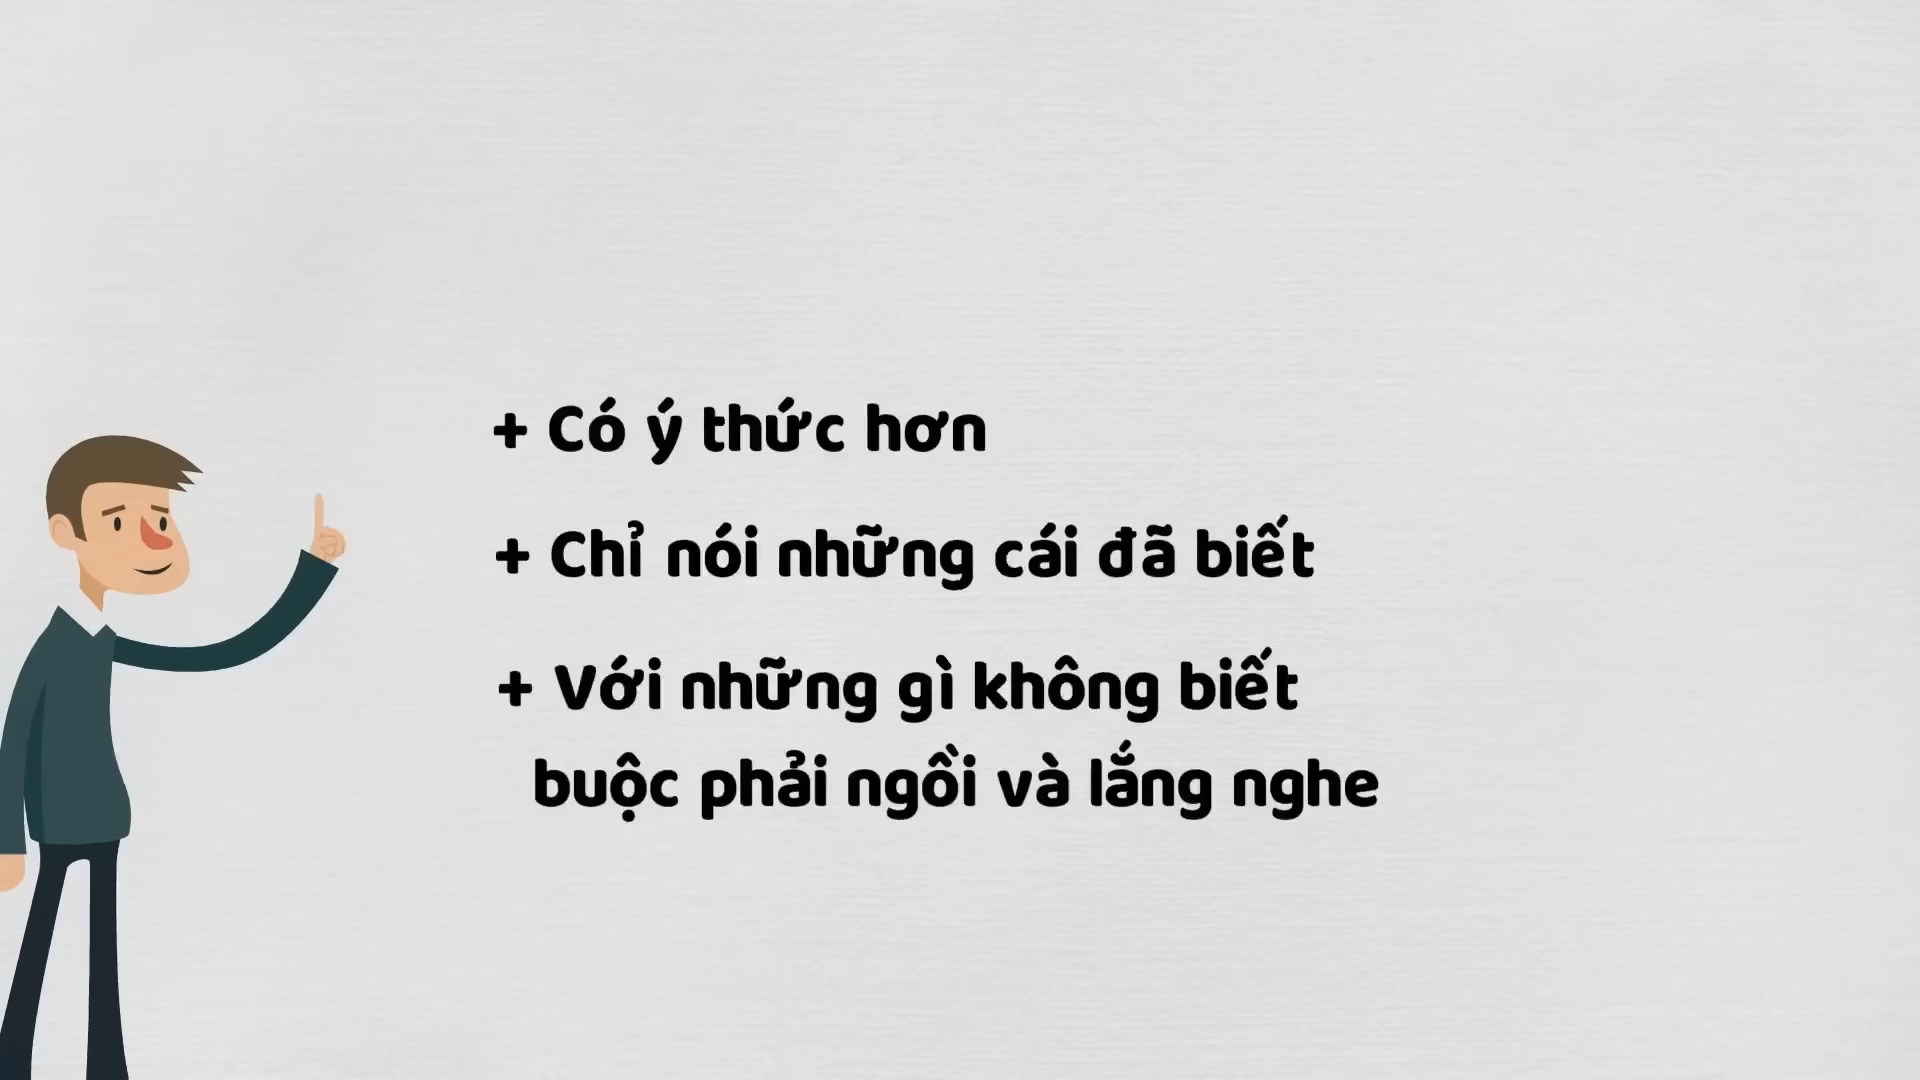 + Có ý thức hơn
+ Chỉ nói những cái đã biết
+ Với những gì không biết
buộc phải ngồi và lắng nghe